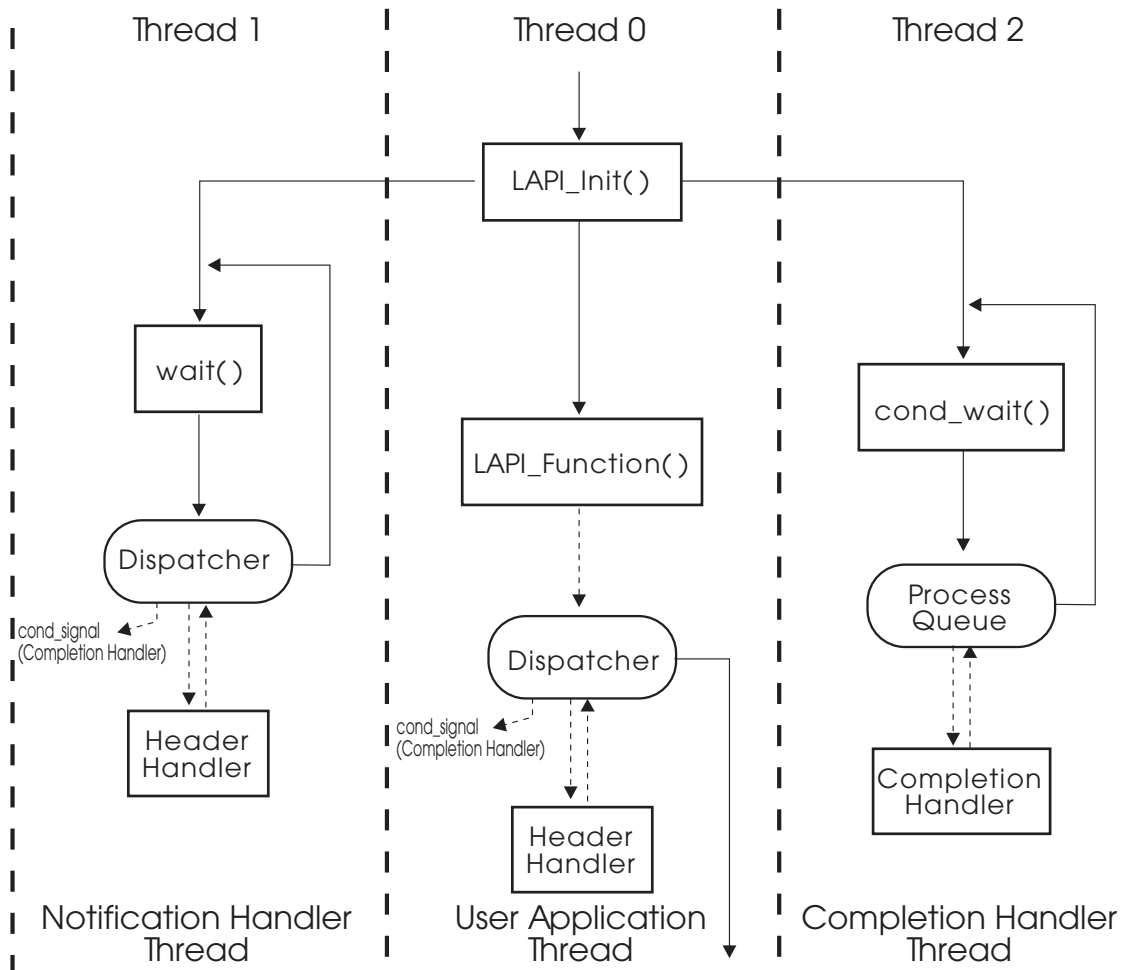 Thread 1
Thread 0
Thread 2
LAPI_Init()
wait()
cond_wait()
LAPI_Function()
Dispatcher
Process
Queue
cond_signal
(Completion Handler)
Dispatcher
cond_signal
(Completion Handler)
Header
Handler
Completion
Handler
Header
Handler
Notification Handler
Thread
User Application
Thread
Completion Handler
Thread